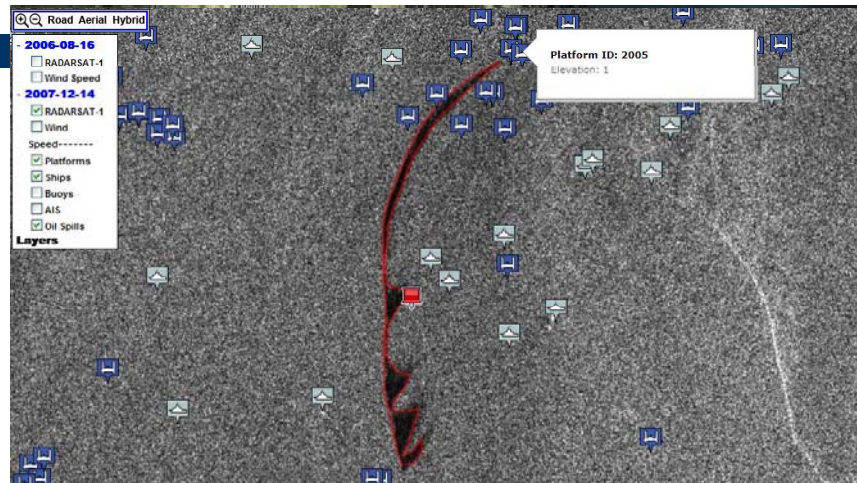 Road Aerial Hybrid
- 2006-08-16
RADARSAT-1
Wind Speed
- 2007-12-14
RADARSAT-1
Wind
Speed-------
Platforms
Ships
Buoys
AIS
Oil Spills
Layers
Platform ID: 2005
Elevation: 1